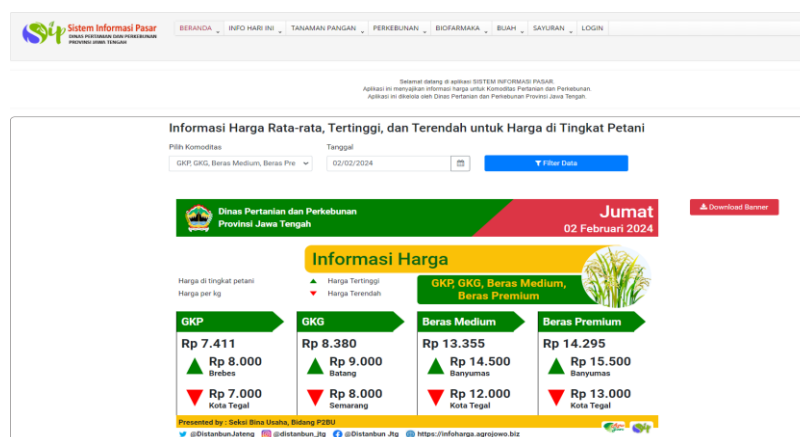 Sistem Informasi Pasar
DINAS PERTANIAN DAN PERKEBUNAN
PROVINSI JAWA TENGAH
BERANDA INFO HARI INI TANAMAN PANGAN PERKEBUNAN BIOFARMAKA BUAH SAYURAN LOGIN
Selamat datang di aplikasi SISTEM INFORMASI PASAR.
Aplikasi ini menyajikan informasi harga untuk Komoditas Pertanian dan Perkebunan.
Aplikasi ini dikelola oleh Dinas Pertanian dan Perkebunan Provinsi Jawa Tengah.
Informasi Harga Rata-rata, Tertinggi, dan Terendah untuk Harga di Tingkat Petani
Pilih Komoditas Tanggal
GKP, GKG, Beras Medium, Beras Pre 02/02/2024 Filter Data
Download Banner
Dinas Pertanian dan Perkebunan
Provinsi Jawa Tengah
Jumat
02 Februari 2024
Informasi Harga
Harga di tingkat petani Harga Tertinggi
Harga per kg Harga Terendah
GKP, GKG, Beras Medium,
Beras Premium
GKP GKG Beras Medium Beras Premium
Rp 7.411 Rp 8.380 Rp 13.355 Rp 14.295
Rp 8.000 Rp 9.000 Rp 14.500 Rp 15.500
Brebes Batang Banyumas Banyumas
Rp 7.000 Rp 8.000 Rp 12.000 Rp 13.000
Kota Tegal Semarang Kota Tegal Kota Tegal
Presented by : Seksi Bina Usaha, Bidang P2BU
@DistanbunJateng @distanbun_jtg @Distanbun Jtg https://infoharga.agrojowo.biz